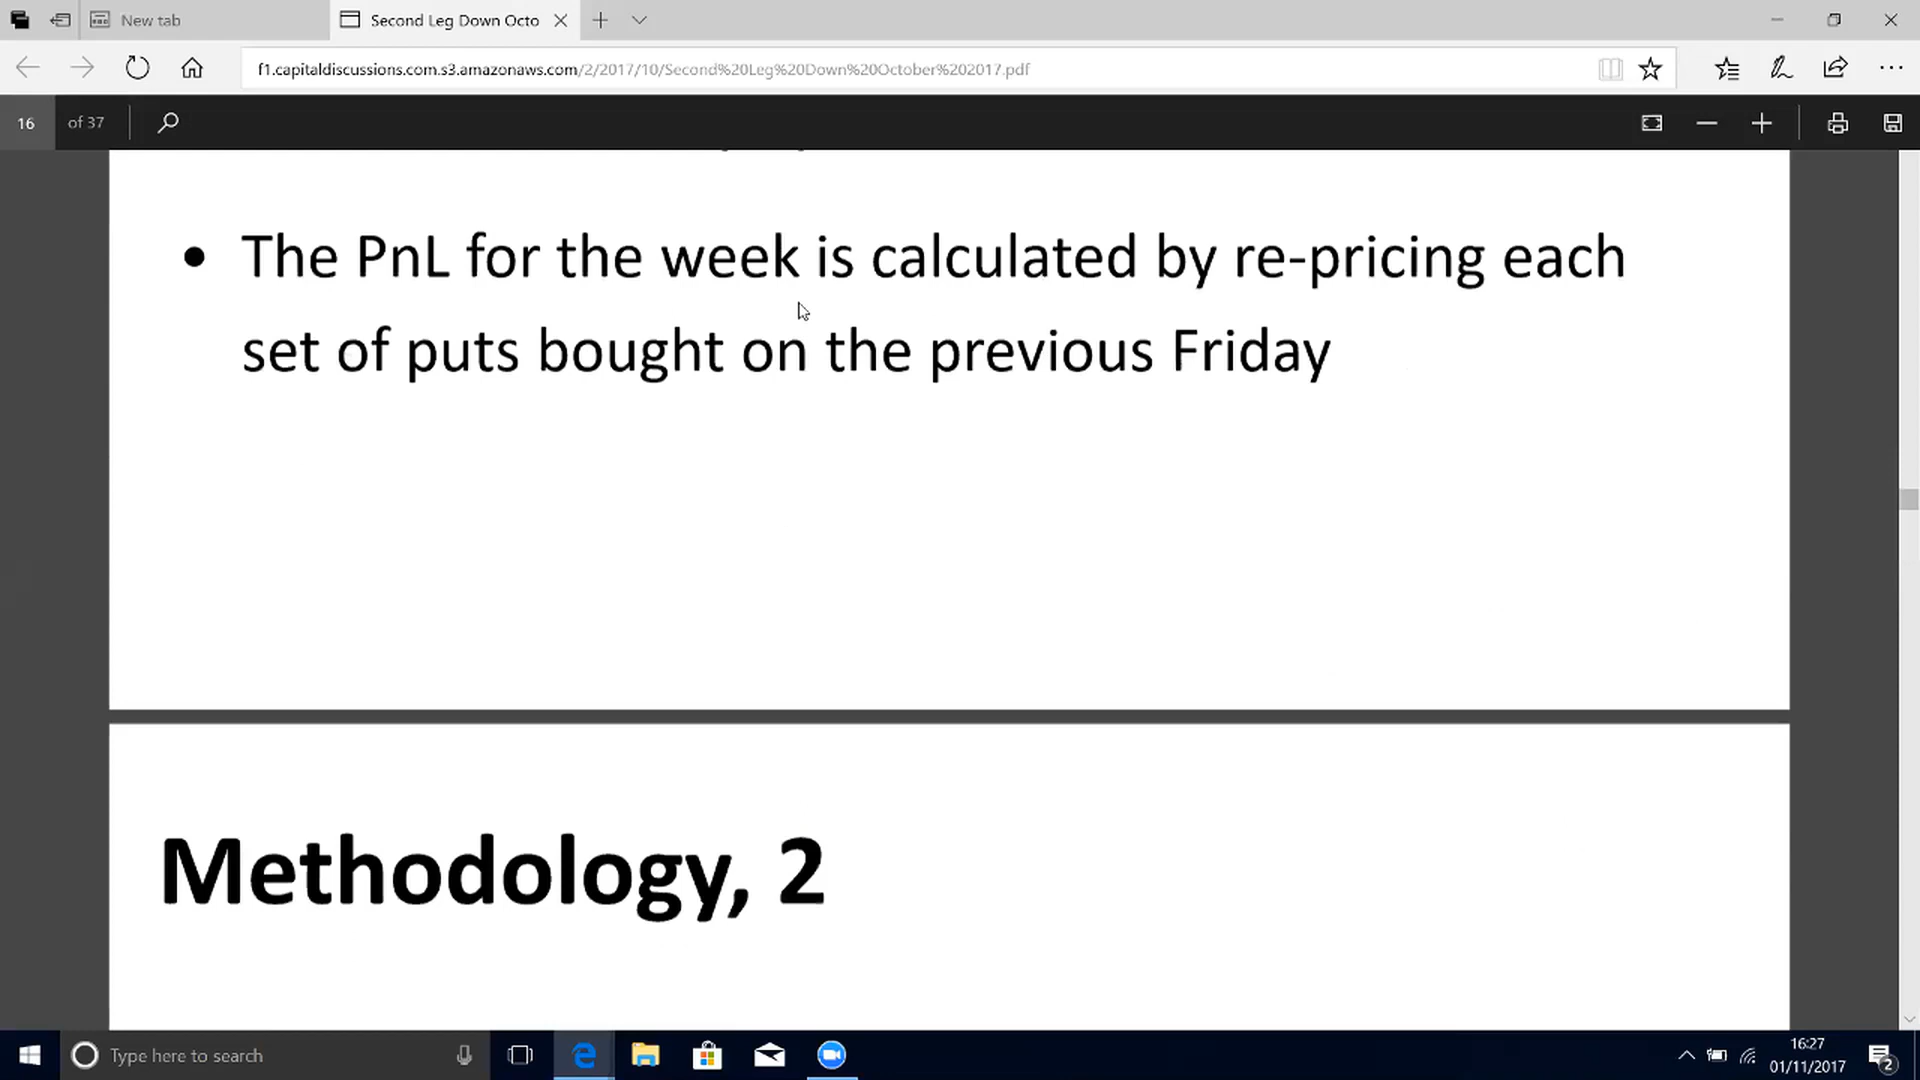 New tab
Second Leg Down Octo
f1.capitaldiscussions.com.s3.amazonaws.com/2/2017/10/Second%20Leg%20Down%20October%202017.pdf
16 of 37
• The PnL for the week is calculated by re-pricing each
set of puts bought on the previous Friday
Methodology, 2
Type here to search
16:27
01/11/2017
2